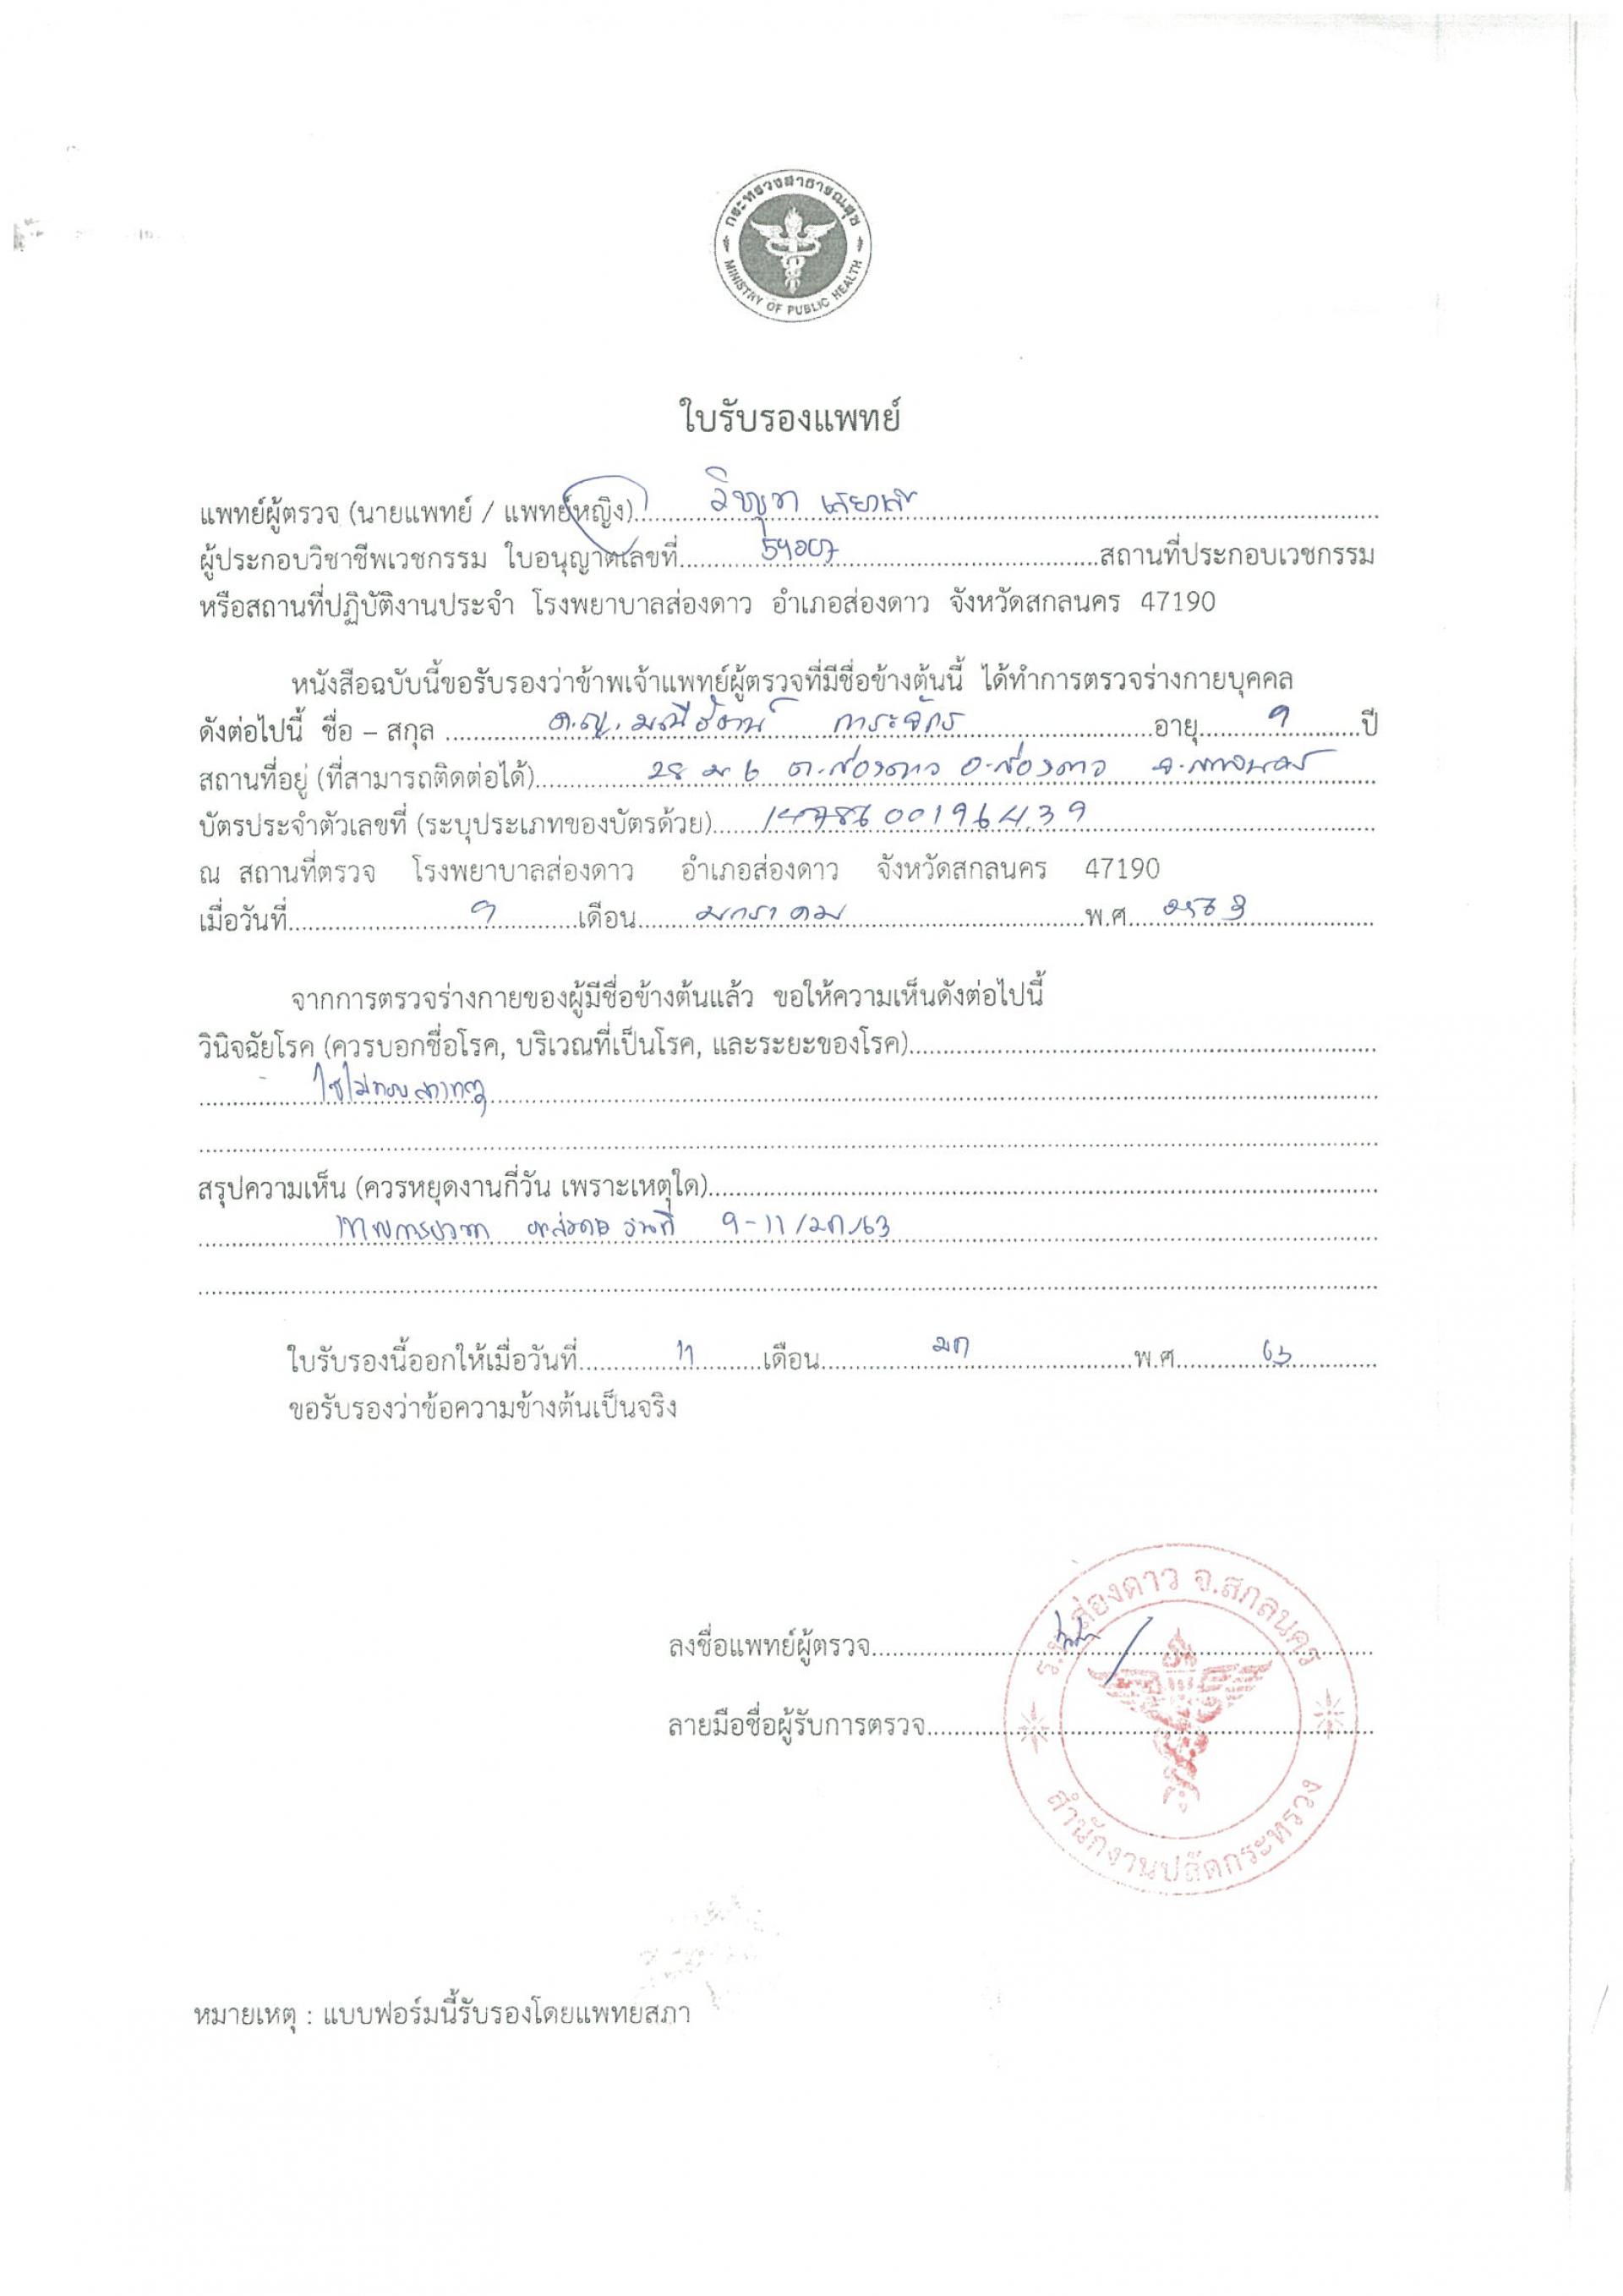 กระทรวงสาธารณสุข
MINISTRY OF PUBLIC HEALTH
ใบรับรองแพทย์
แพทย์ผู้ตรวจ (นายแพทย์ / แพทย์หญิง)
ผู้ประกอบวิชาชีพเวชกรรม ใบอนุญาตเลขที่ สถานที่ประกอบเวชกรรม
หรือสถานที่ปฏิบัติงานประจำ โรงพยาบาลส่องดาว อำเภอส่องดาว จังหวัดสกลนคร 47190
หนังสือฉบับนี้ขอรับรองว่าข้าพเจ้าแพทย์ผู้ตรวจที่มีชื่อข้างต้นนี้ ได้ทำการตรวจร่างกายบุคคล
ดังต่อไปนี้ ชื่อ – สกุล ด.ญ. การะจักร อายุ 9 ปี
สถานที่อยู่ (ที่สามารถติดต่อได้) 28 ม 6 ต.ส่องดาว อ.ส่องดาว จ.สกลนคร
บัตรประจำตัวเลขที่ (ระบุประเภทของบัตรด้วย)
ณ สถานที่ตรวจ โรงพยาบาลส่องดาว อำเภอส่องดาว จังหวัดสกลนคร 47190
เมื่อวันที่ 9 เดือน มกราคม พ.ศ. 2563
จากการตรวจร่างกายของผู้มีชื่อข้างต้นแล้ว ขอให้ความเห็นดังต่อไปนี้
วินิจฉัยโรค (ควรบอกชื่อโรค, บริเวณที่เป็นโรค, และระยะของโรค)
ไข้ไม่ทราบสาเหตุ
สรุปความเห็น (ควรหยุดงานกี่วัน เพราะเหตุใด)
วันที่ 9-11/มค/63
ใบรับรองนี้ออกให้เมื่อวันที่ 11 เดือน มค พ.ศ. 63
ขอรับรองว่าข้อความข้างต้นเป็นจริง
ลงชื่อแพทย์ผู้ตรวจ
ลายมือชื่อผู้รับการตรวจ
ร.พ.ส่องดาว จ.สกลนคร
สำนักงานปลัดกระทรวง
หมายเหตุ : แบบฟอร์มนี้รับรองโดยแพทยสภา